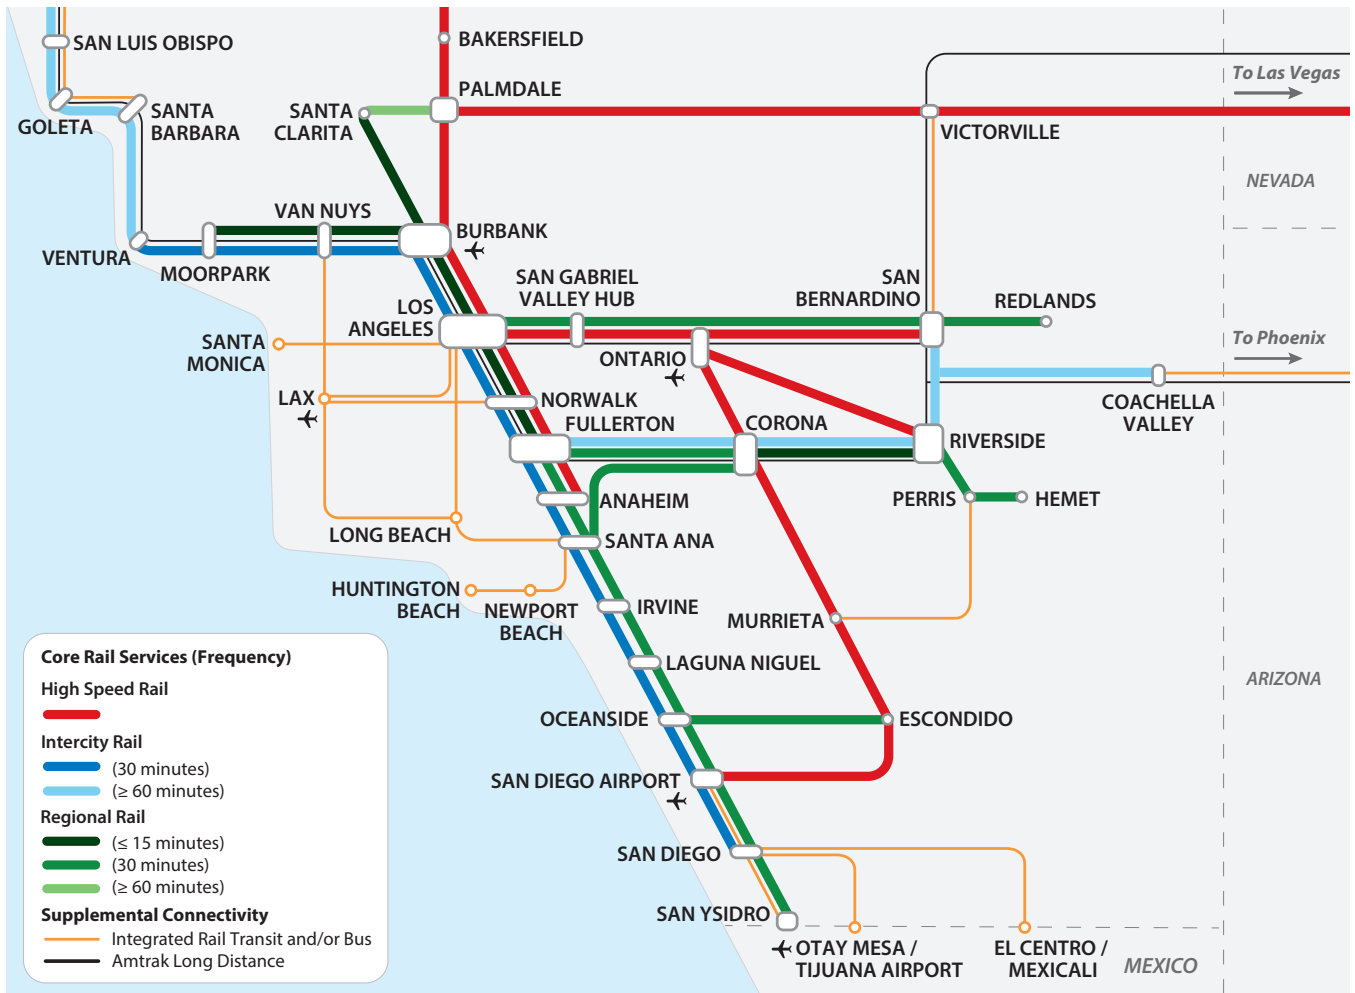 SAN LUIS OBISPO
BAKERSFIELD
To Las Vegas
PALMDALE
GOLETA
SANTA
BARBARA
SANTA
CLARITA
VICTORVILLE
NEVADA
VAN NUYS
BURBANK
VENTURA
MOORPARK
SAN GABRIEL
VALLEY HUB
SAN
BERNARDINO
REDLANDS
LOS
ANGELES
SANTA
MONICA
ONTARIO
To Phoenix
LAX
NORWALK
COACHELLA
VALLEY
FULLERTON
CORONA
RIVERSIDE
ANAHEIM
PERRIS
HEMET
LONG BEACH
SANTA ANA
HUNTINGTON
BEACH
NEWPORT
BEACH
IRVINE
MURRIETA
LAGUNA NIGUEL
ARIZONA
OCEANSIDE
ESCONDIDO
SAN DIEGO AIRPORT
SAN DIEGO
SAN YSIDRO
OTAY MESA /
TIJUANA AIRPORT
EL CENTRO /
MEXICALI
MEXICO
Core Rail Services (Frequency)
High Speed Rail
Intercity Rail
(30 minutes)
(≥ 60 minutes)
Regional Rail
(≤ 15 minutes)
(30 minutes)
(≥ 60 minutes)
Supplemental Connectivity
Integrated Rail Transit and/or Bus
Amtrak Long Distance